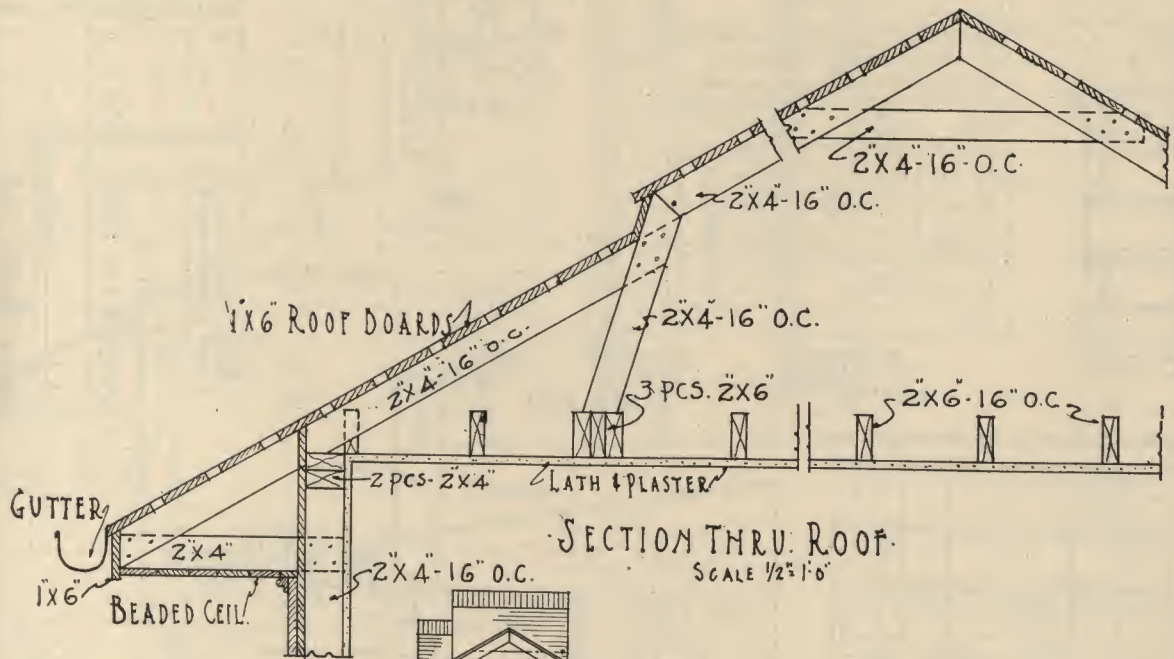 2"X4"-16" O.C.
2"X4"-16" O.C.
1"X6" ROOF BOARDS
2"X4"-16" O.C.
2"X4"-16" O.C.
3 PCS. 2"X6"
2"X6"-16" O.C.
2 PCS- 2"X4"
LATH & PLASTER
GUTTER
2"X4"
SECTION THRU. ROOF.
SCALE 1/2"=1'-0"
1"X6"
BEADED CEIL.
2"X4"-16" O.C.